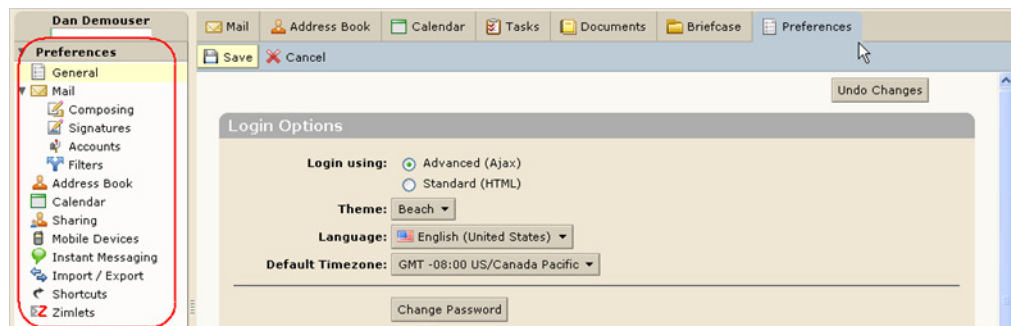 Dan Demouser
Mail Address Book Calendar Tasks Documents Briefcase Preferences
Save Cancel
Preferences
General
Mail
Composing
Signatures
Accounts
Filters
Address Book
Calendar
Sharing
Mobile Devices
Instant Messaging
Import / Export
Shortcuts
Zimlets
Undo Changes
Login Options
Login using: Advanced (Ajax)
Standard (HTML)
Theme: Beach
Language: English (United States)
Default Timezone: GMT -08:00 US/Canada Pacific
Change Password